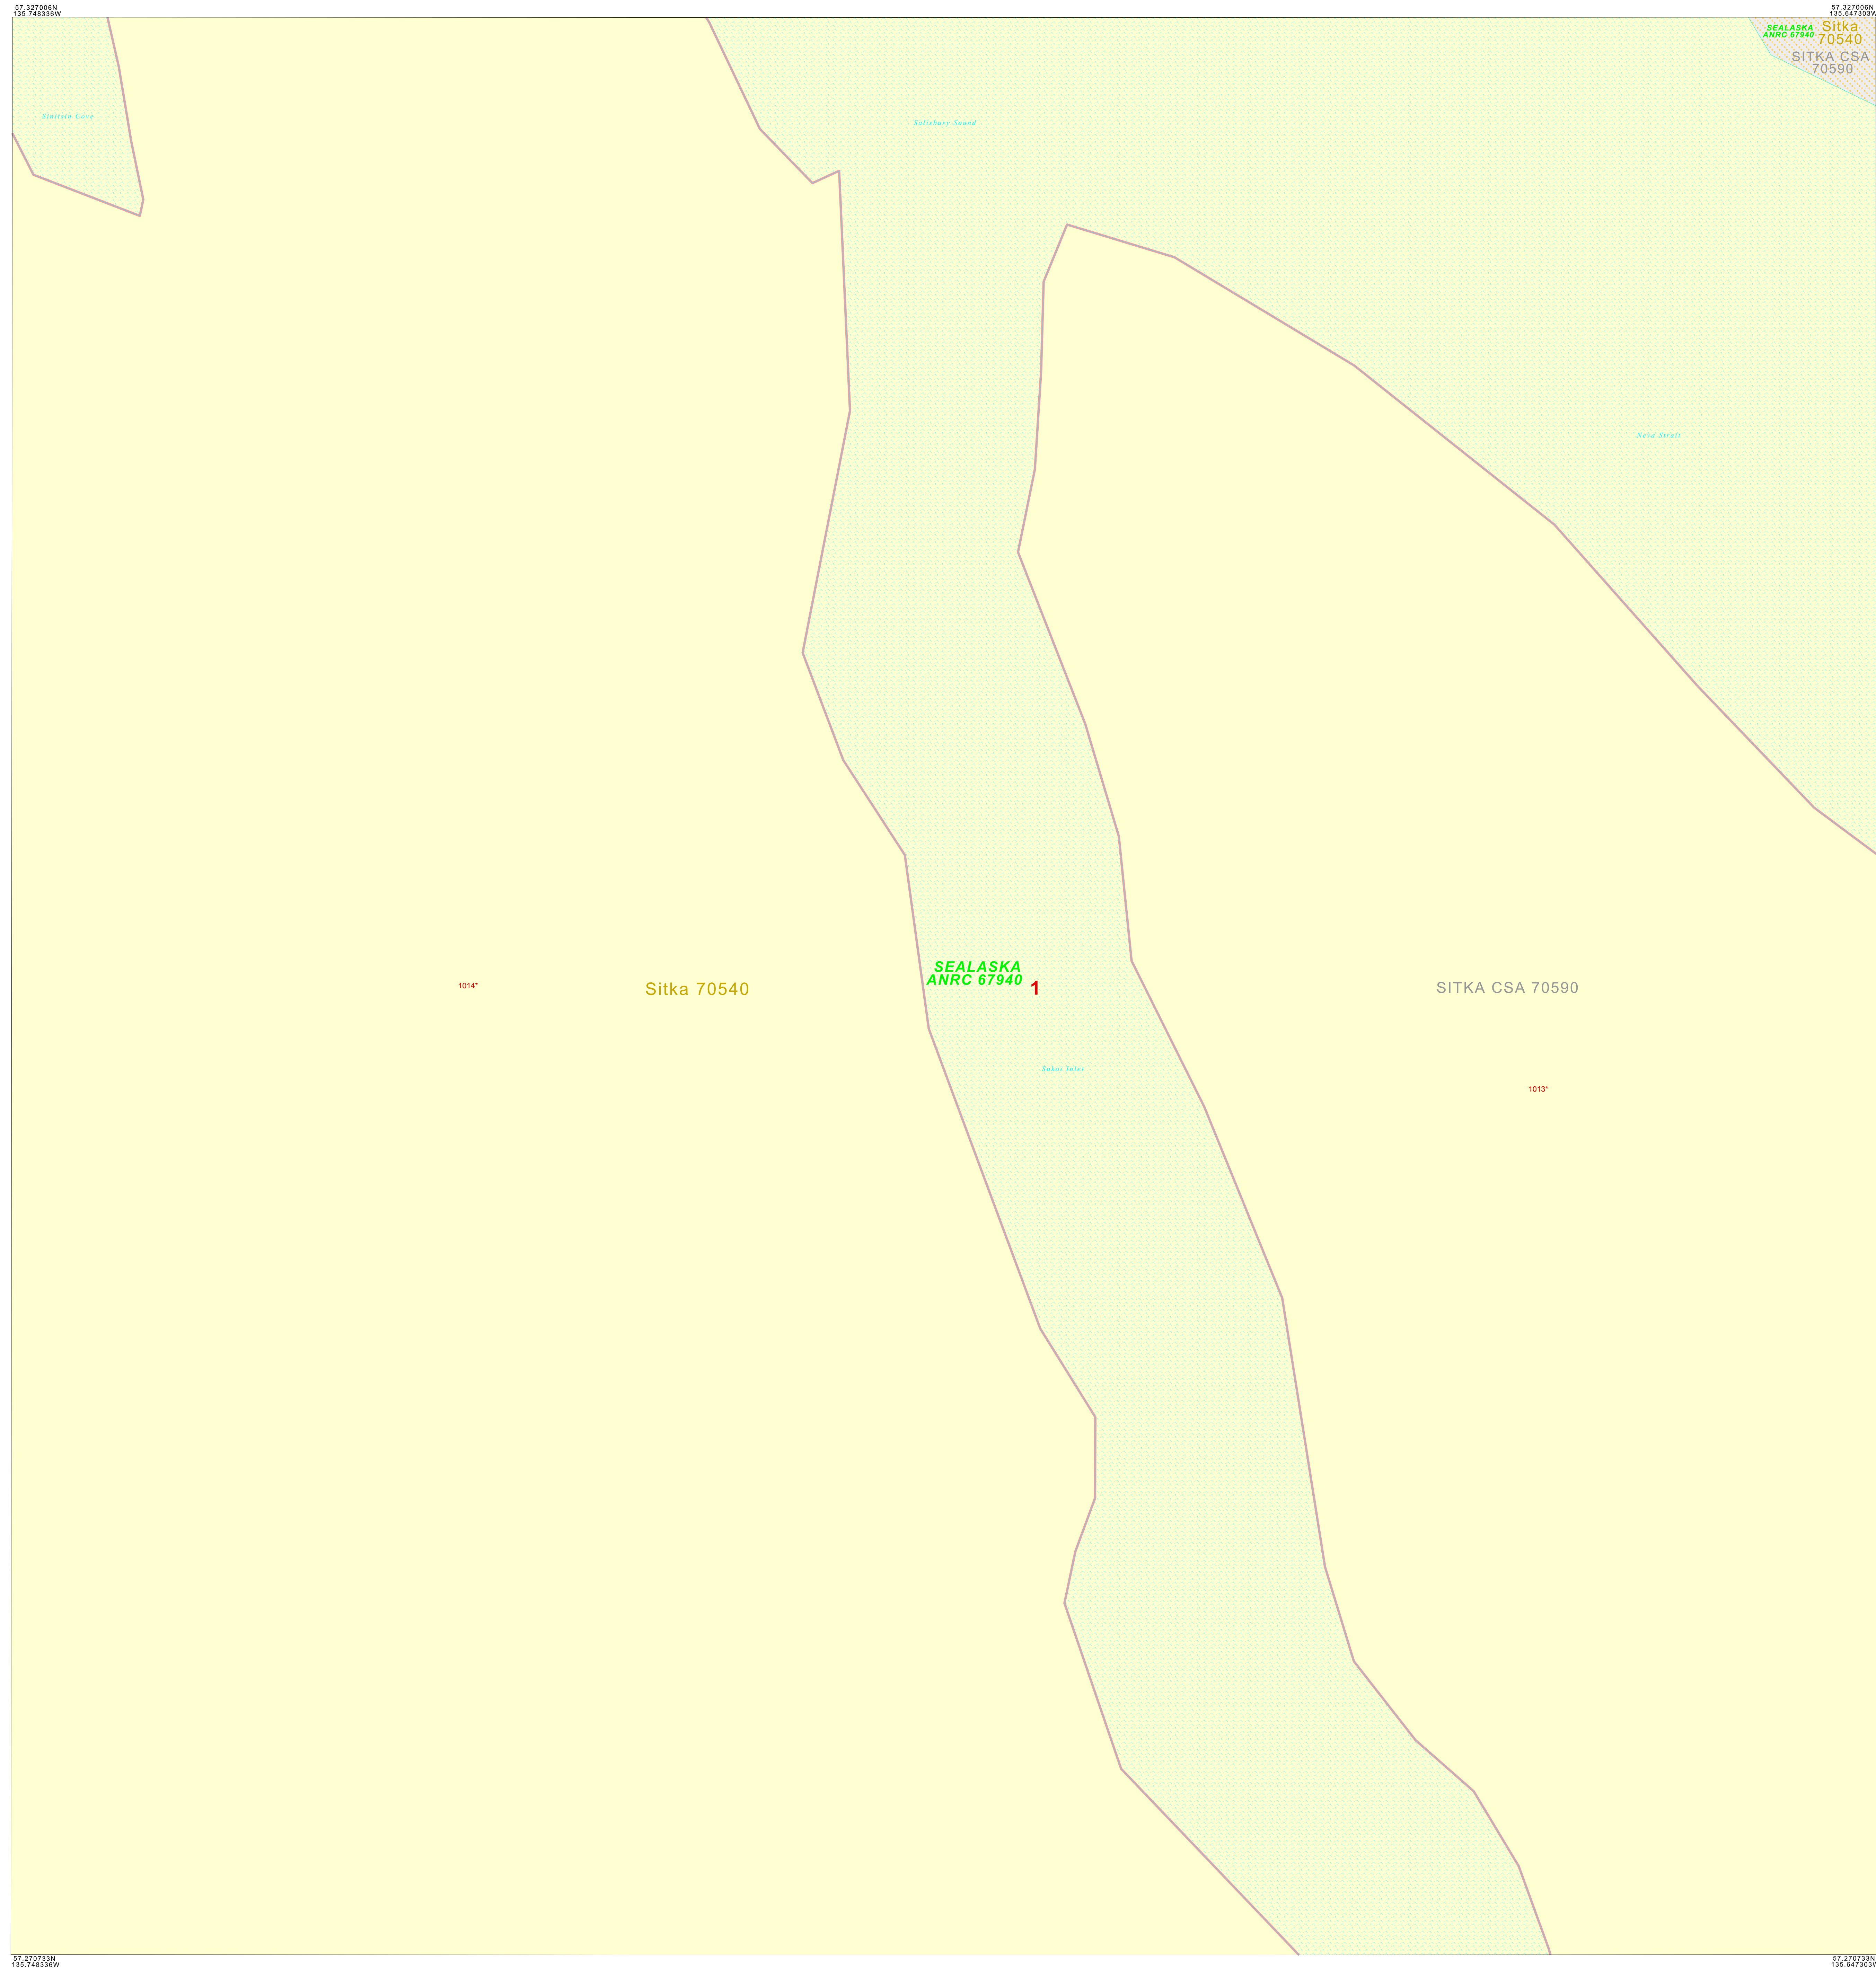 57.327006N
135.748336W
57.327006N
135.647303W
SEALASKA
ANRC 67940
Sitka
70540
SITKA CSA
70590
Salisbury Sound
Neva Strait
SEALASKA
ANRC 67940
1
1014*
Sitka 70540
SITKA CSA 70590
Sukoi Inlet
1013*
57.270733N
135.748336W
57.270733N
135.647303W